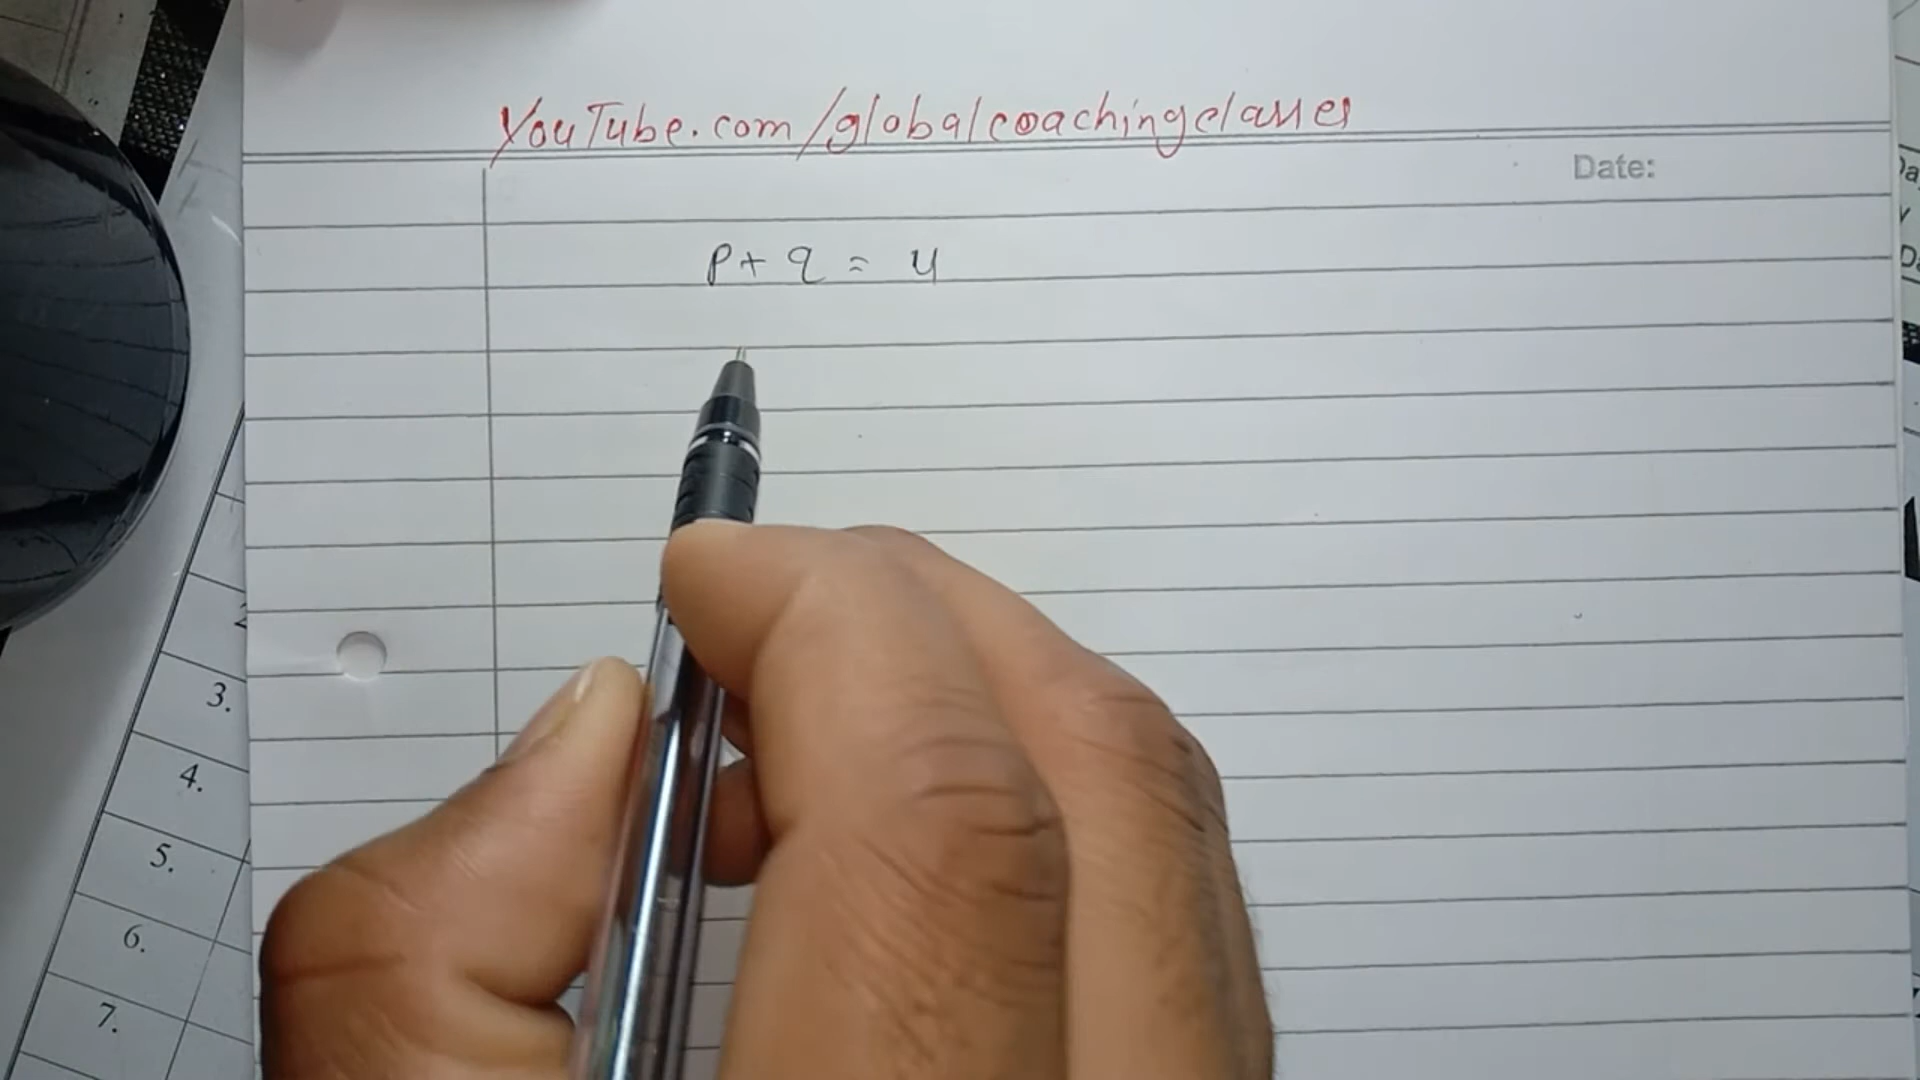 YouTube.com/globalcoachingclasses
Date:
p + q = 4
3.
4.
5.
6.
7.